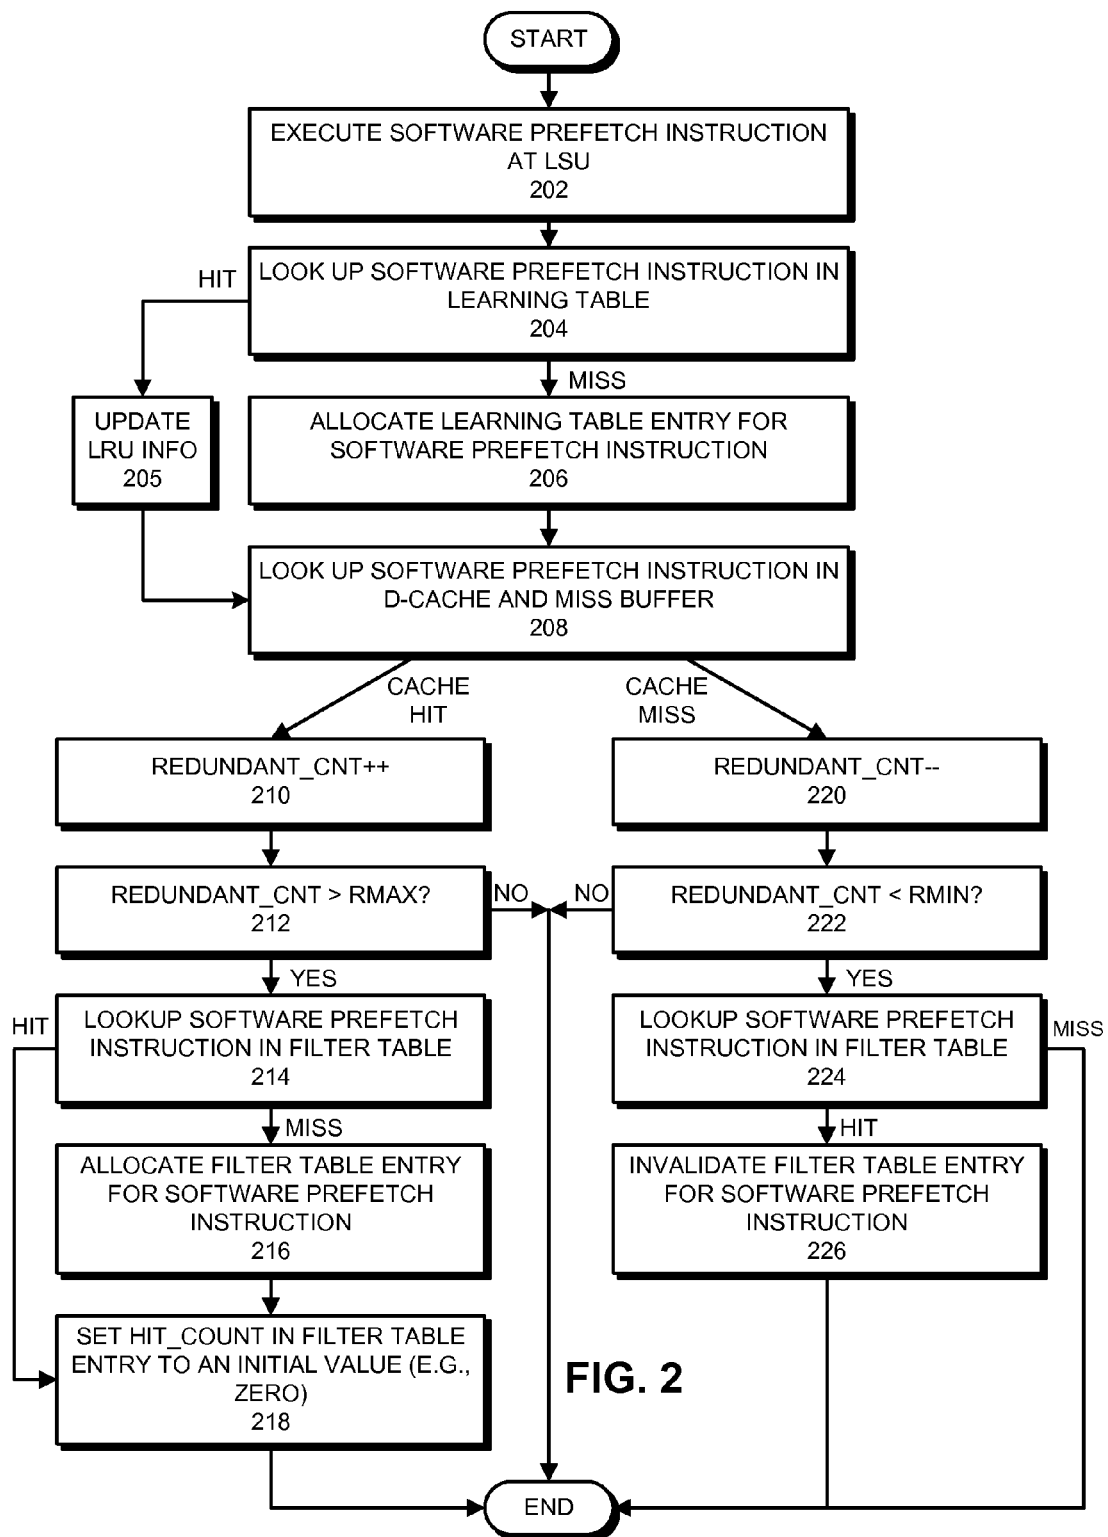 START
EXECUTE SOFTWARE PREFETCH INSTRUCTION
AT LSU
202
HIT
LOOK UP SOFTWARE PREFETCH INSTRUCTION IN
LEARNING TABLE
204
MISS
UPDATE
LRU INFO
205
ALLOCATE LEARNING TABLE ENTRY FOR
SOFTWARE PREFETCH INSTRUCTION
206
LOOK UP SOFTWARE PREFETCH INSTRUCTION IN
D-CACHE AND MISS BUFFER
208
CACHE
HIT
CACHE
MISS
REDUNDANT_CNT++
210
REDUNDANT_CNT--
220
REDUNDANT_CNT > RMAX?
212
NO
NO
REDUNDANT_CNT < RMIN?
222
YES
YES
HIT
LOOKUP SOFTWARE PREFETCH
INSTRUCTION IN FILTER TABLE
214
LOOKUP SOFTWARE PREFETCH
INSTRUCTION IN FILTER TABLE
224
MISS
MISS
HIT
ALLOCATE FILTER TABLE ENTRY
FOR SOFTWARE PREFETCH
INSTRUCTION
216
INVALIDATE FILTER TABLE ENTRY
FOR SOFTWARE PREFETCH
INSTRUCTION
226
SET HIT_COUNT IN FILTER TABLE
ENTRY TO AN INITIAL VALUE (E.G.,
ZERO)
218
FIG. 2
END